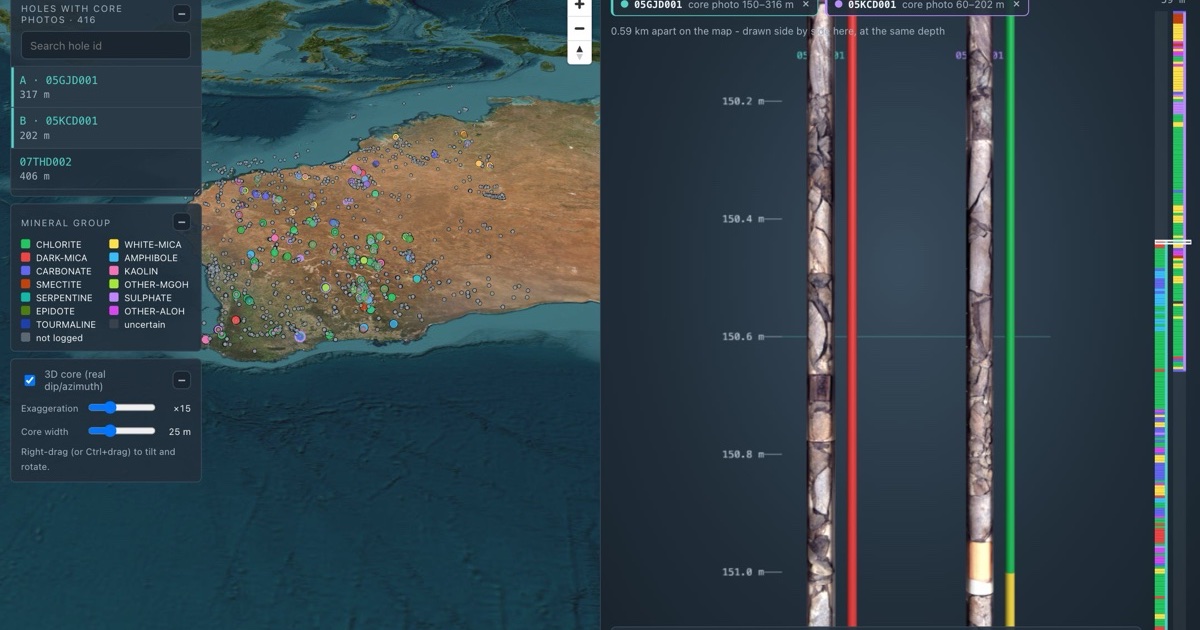 HOLES WITH CORE
PHOTOS · 416
Search hole id
A · 05GJD001
317 m
B · 05KCD001
202 m
07THD002
406 m
MINERAL GROUP
CHLORITE
WHITE-MICA
DARK-MICA
AMPHIBOLE
CARBONATE
KAOLIN
SMECTITE
OTHER-MGOH
SERPENTINE
SULPHATE
EPIDOTE
OTHER-ALOH
TOURMALINE
uncertain
not logged
3D core (real
dip/azimuth)
Exaggeration
×15
Core width
25 m
Right-drag (or Ctrl+drag) to tilt and
rotate.
05GJD001 core photo 150–316 m ×
05KCD001 core photo 60–202 m ×
0.59 km apart on the map - drawn side by side here, at the same depth
150.2 m
150.4 m
150.6 m
150.8 m
151.0 m